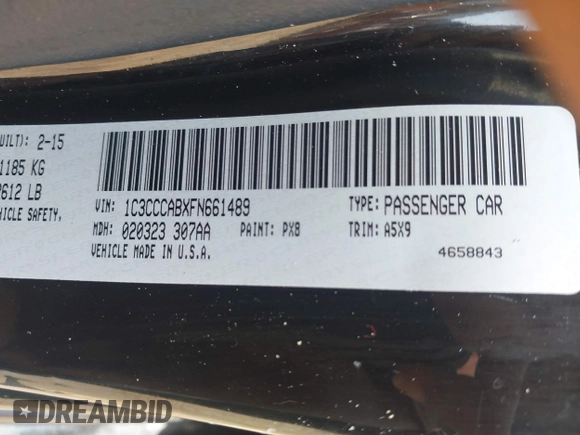 UILT): 2-15
1185 KG
2612 LB
HICLE SAFETY,
VIN: 1C3CCCABXFN661489
TYPE: PASSENGER CAR
MDH: 020323 307AA
PAINT: PX8
TRIM: A5X9
VEHICLE MADE IN U.S.A.
4658843
DREAMBID